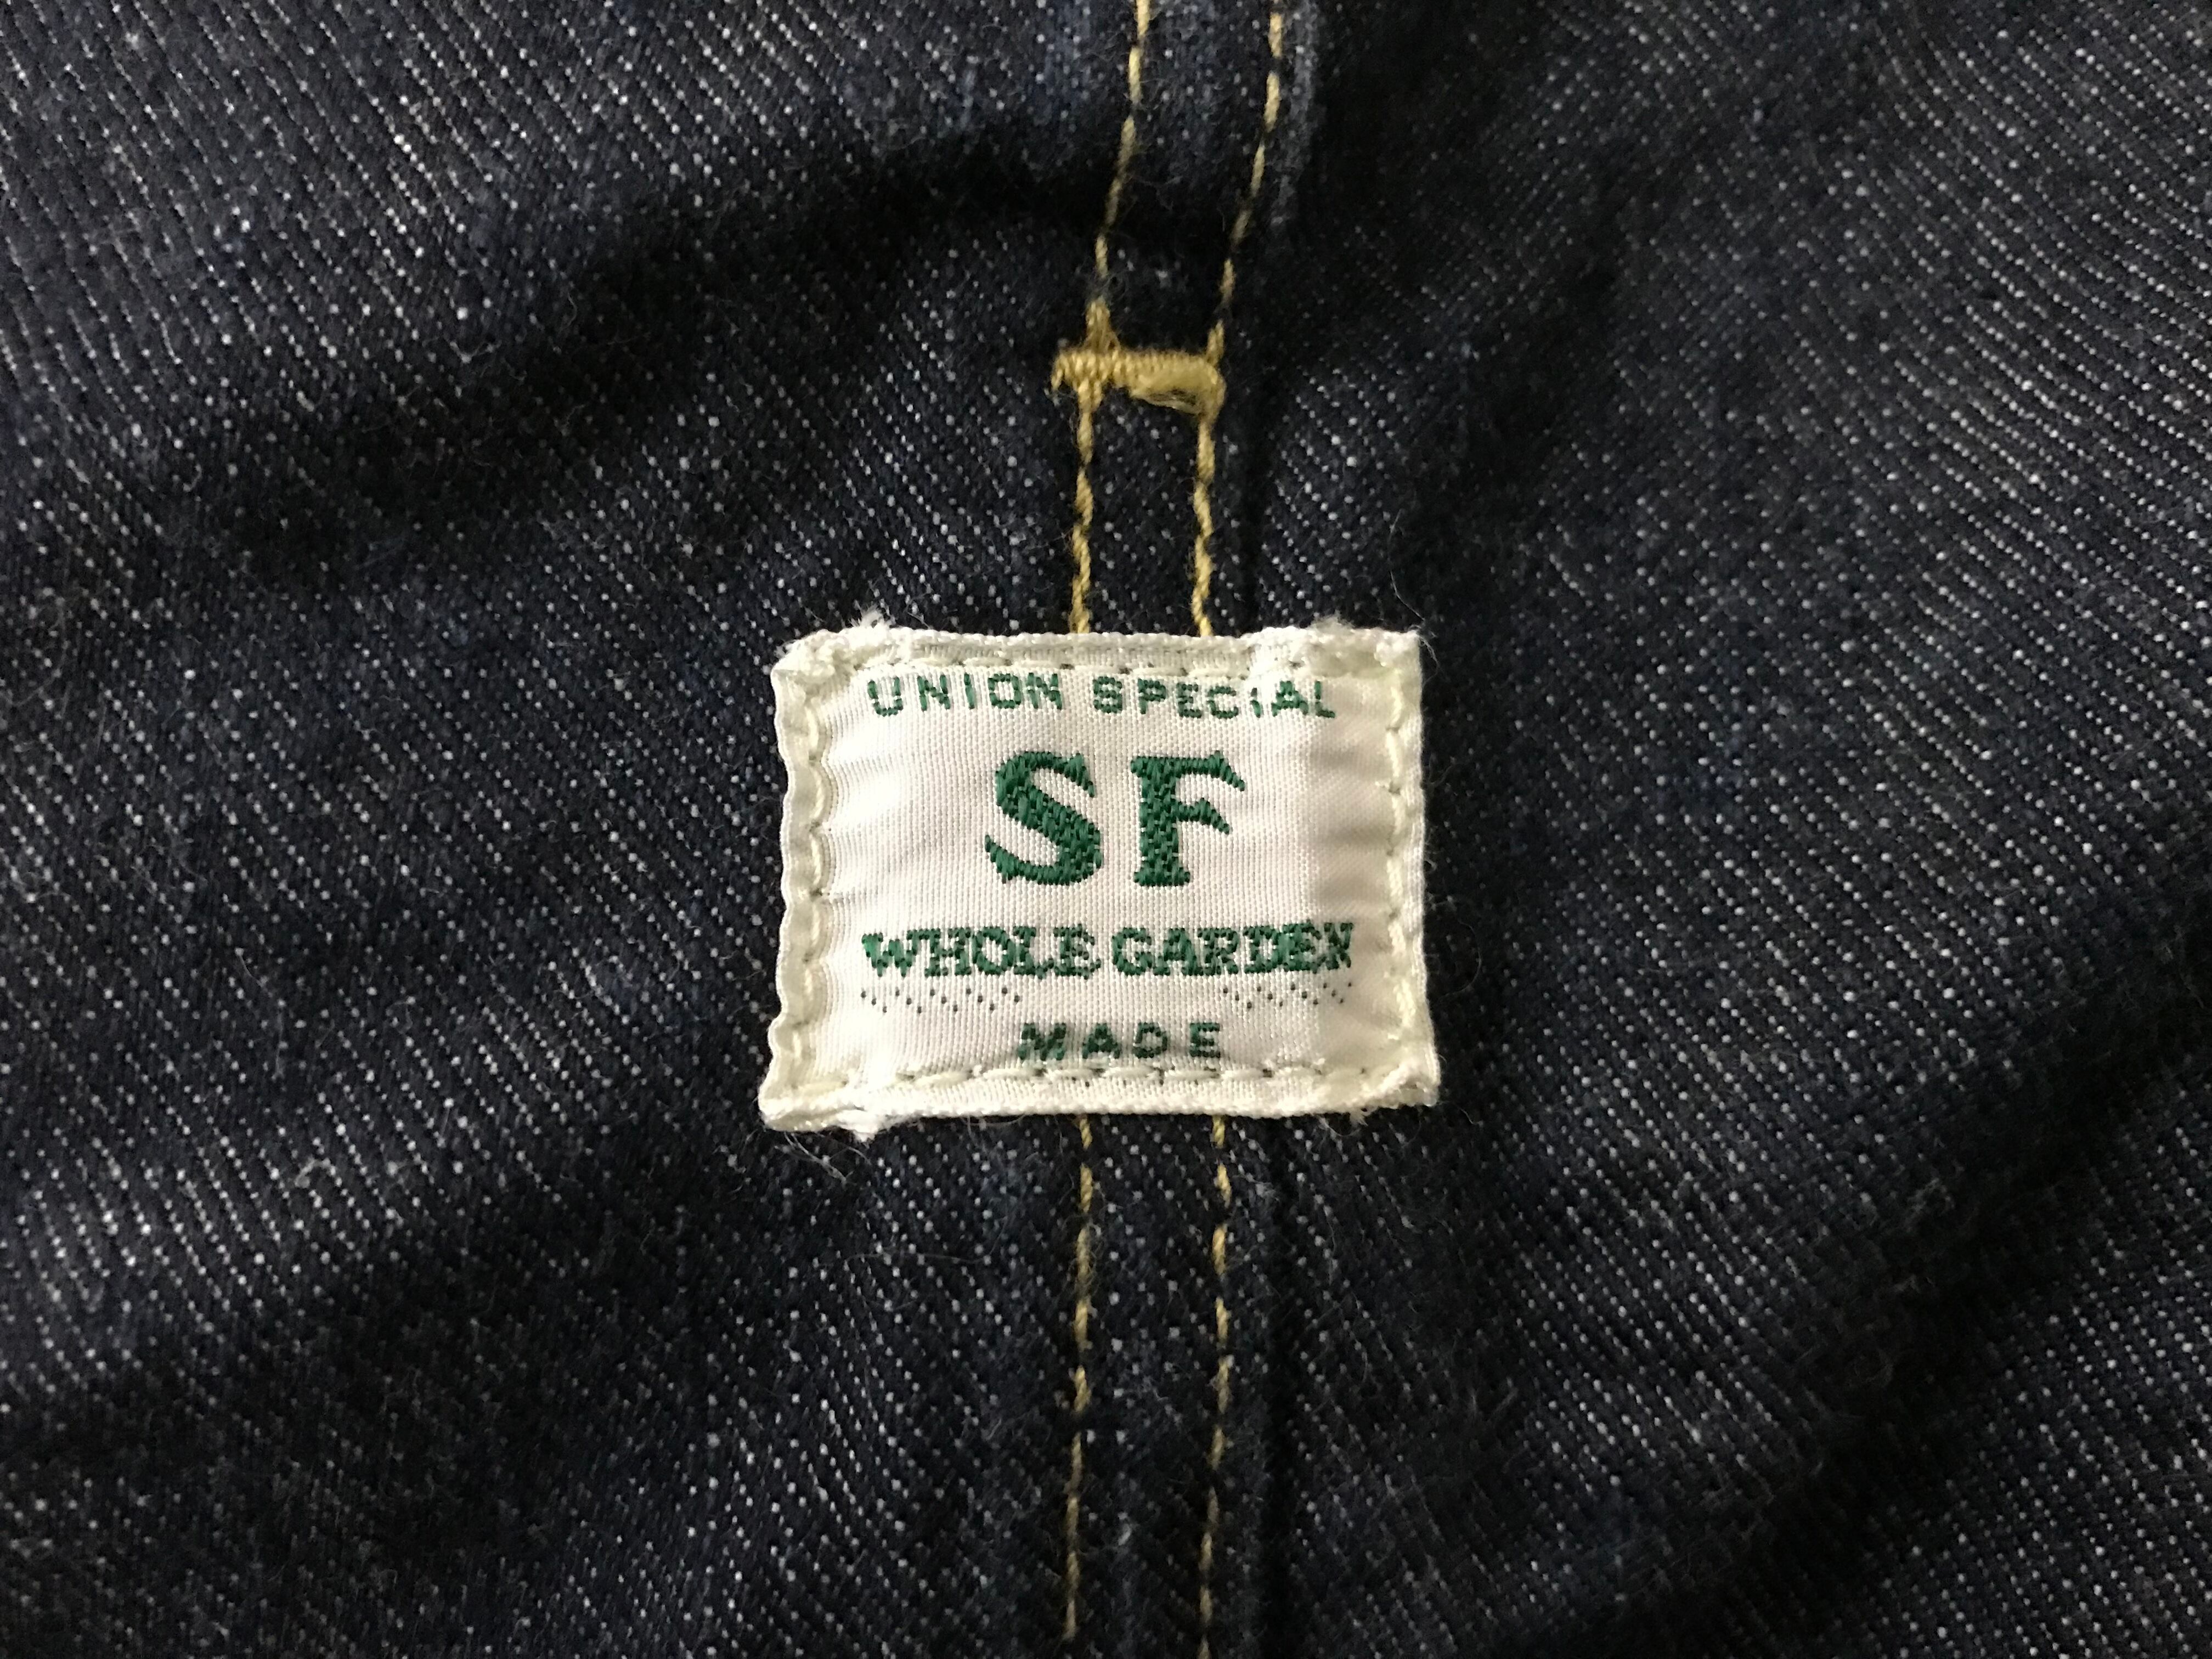 UNION SPECIAL
SF
WHOLE GARDEN
MADE